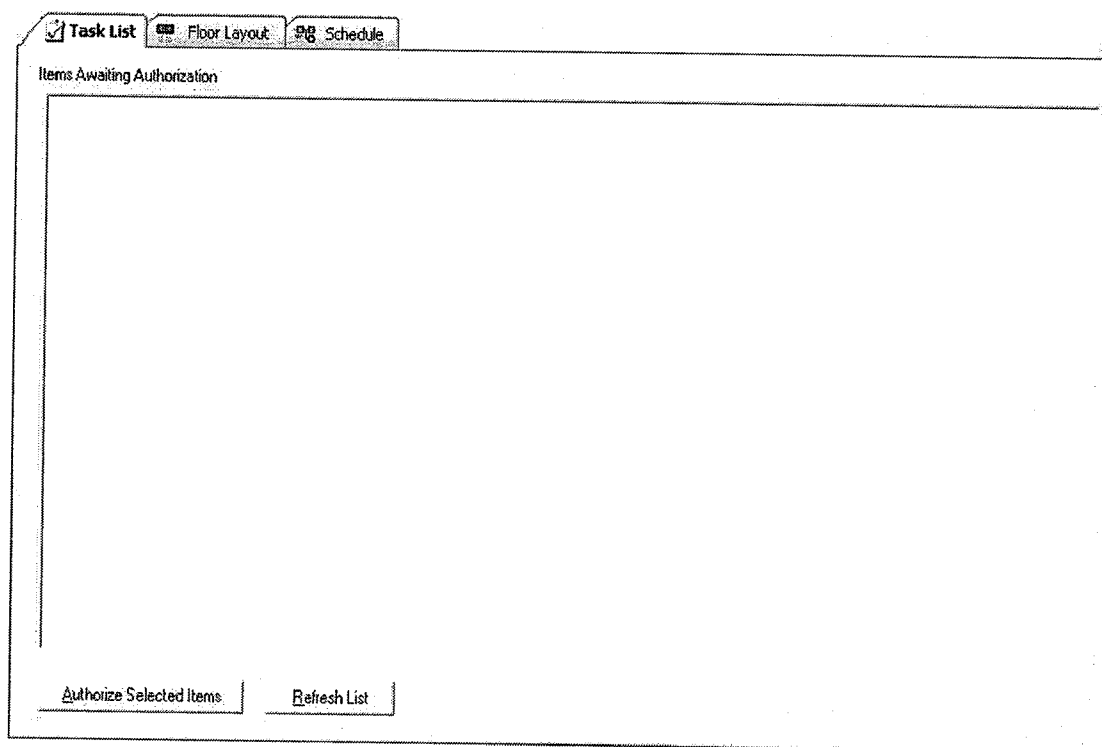 Task List Floor Layout Schedule
Items Awaiting Authorization
Authorize Selected Items Refresh List